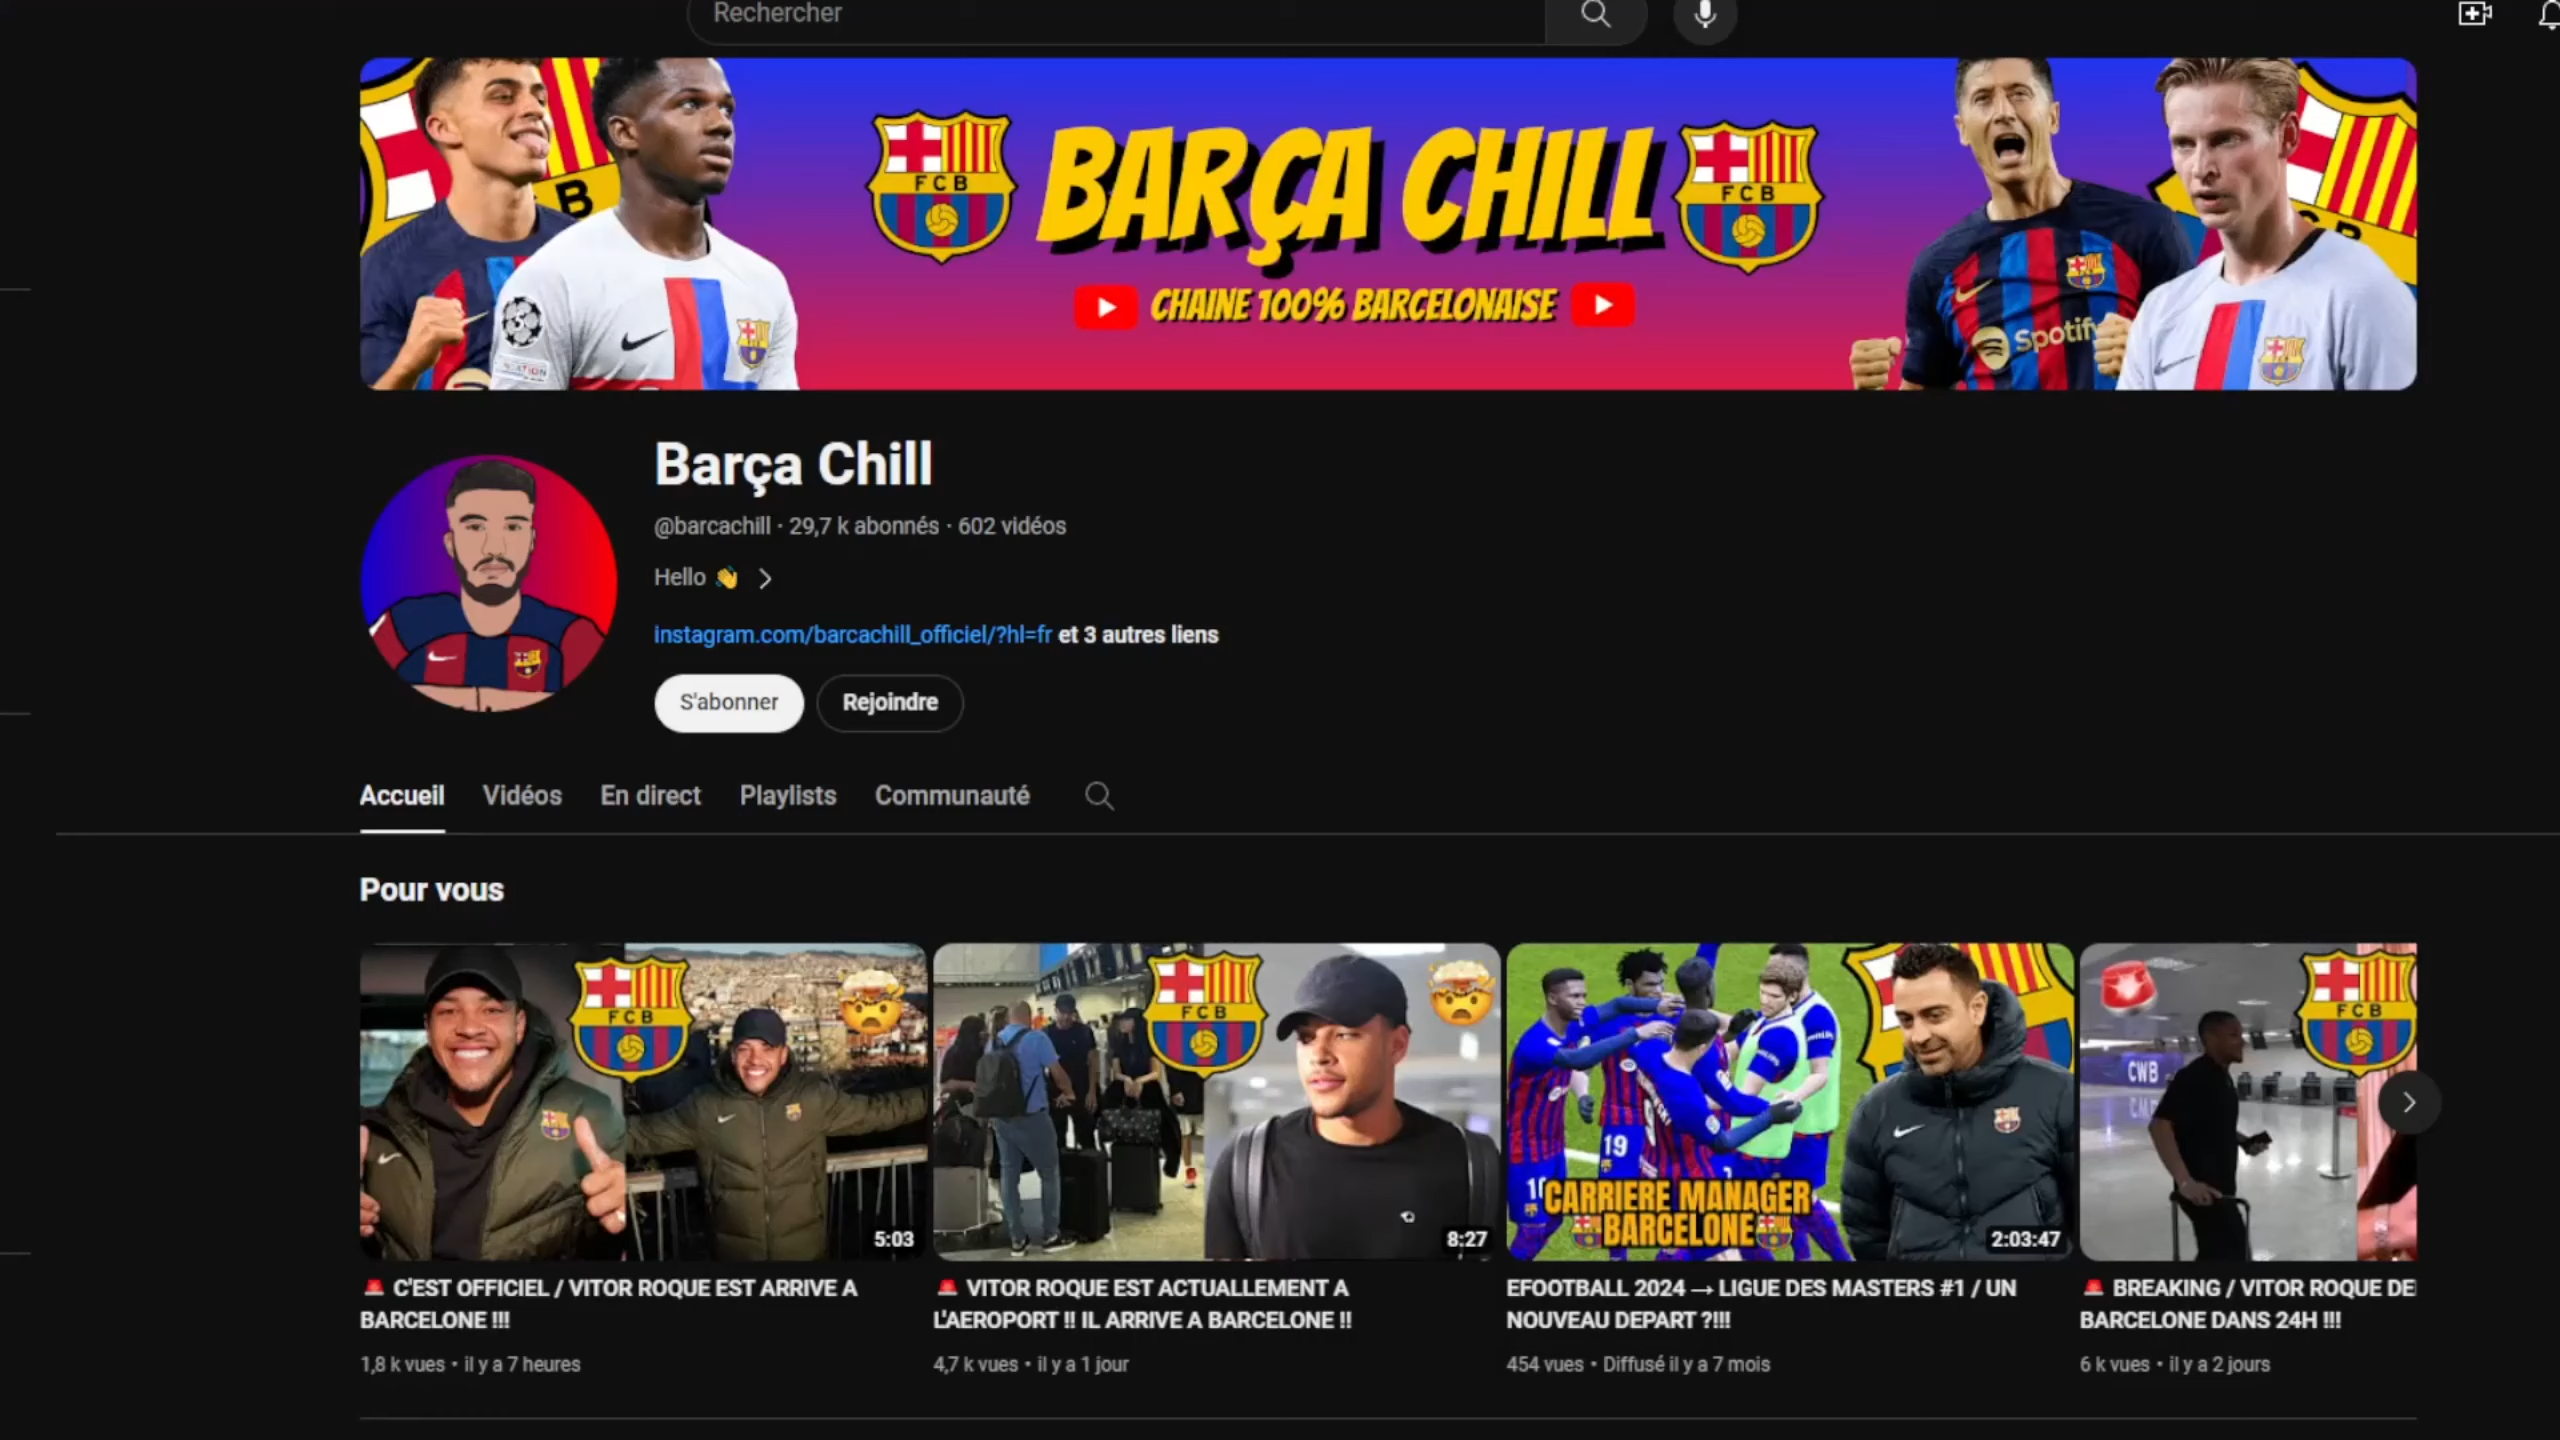 Rechercher
FCB
BARÇA CHILL
FCB
B
CHAINE 100% BARCELONAISE
Spotify
Barça Chill
@barcachill · 29,7 k abonnés · 602 vidéos
Hello 👋
instagram.com/barcachill_officiel/?hl=fr et 3 autres liens
S'abonner
Rejoindre
Accueil
Vidéos
En direct
Playlists
Communauté
Pour vous
FCB
5:03
FCB
8:27
19
10
CARRIERE MANAGER
BARCELONE
2:03:47
FCB
CWB
🚨 C'EST OFFICIEL / VITOR ROQUE EST ARRIVE A
BARCELONE !!!
1,8 k vues • il y a 7 heures
🚨 VITOR ROQUE EST ACTUALLEMENT A
L'AEROPORT !! IL ARRIVE A BARCELONE !!
4,7 k vues • il y a 1 jour
EFOOTBALL 2024 → LIGUE DES MASTERS #1 / UN
NOUVEAU DEPART ?!!!
454 vues • Diffusé il y a 7 mois
🚨 BREAKING / VITOR ROQUE DE
BARCELONE DANS 24H !!!
6 k vues • il y a 2 jours